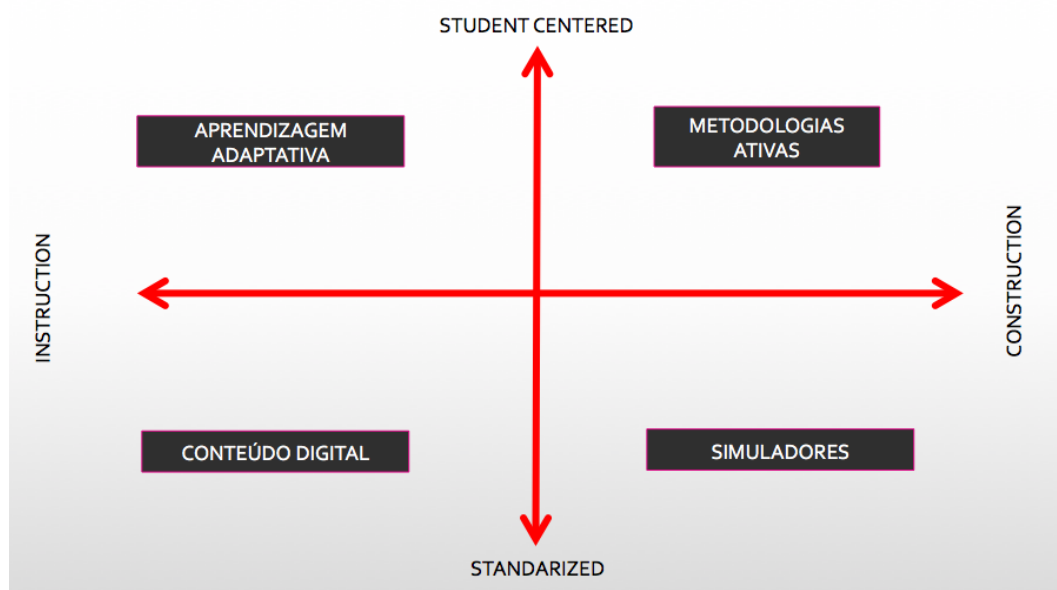 STUDENT CENTERED
APRENDIZAGEM
ADAPTATIVA
METODOLOGIAS
ATIVAS
INSTRUCTION
CONSTRUCTION
CONTEÚDO DIGITAL
SIMULADORES
STANDARIZED